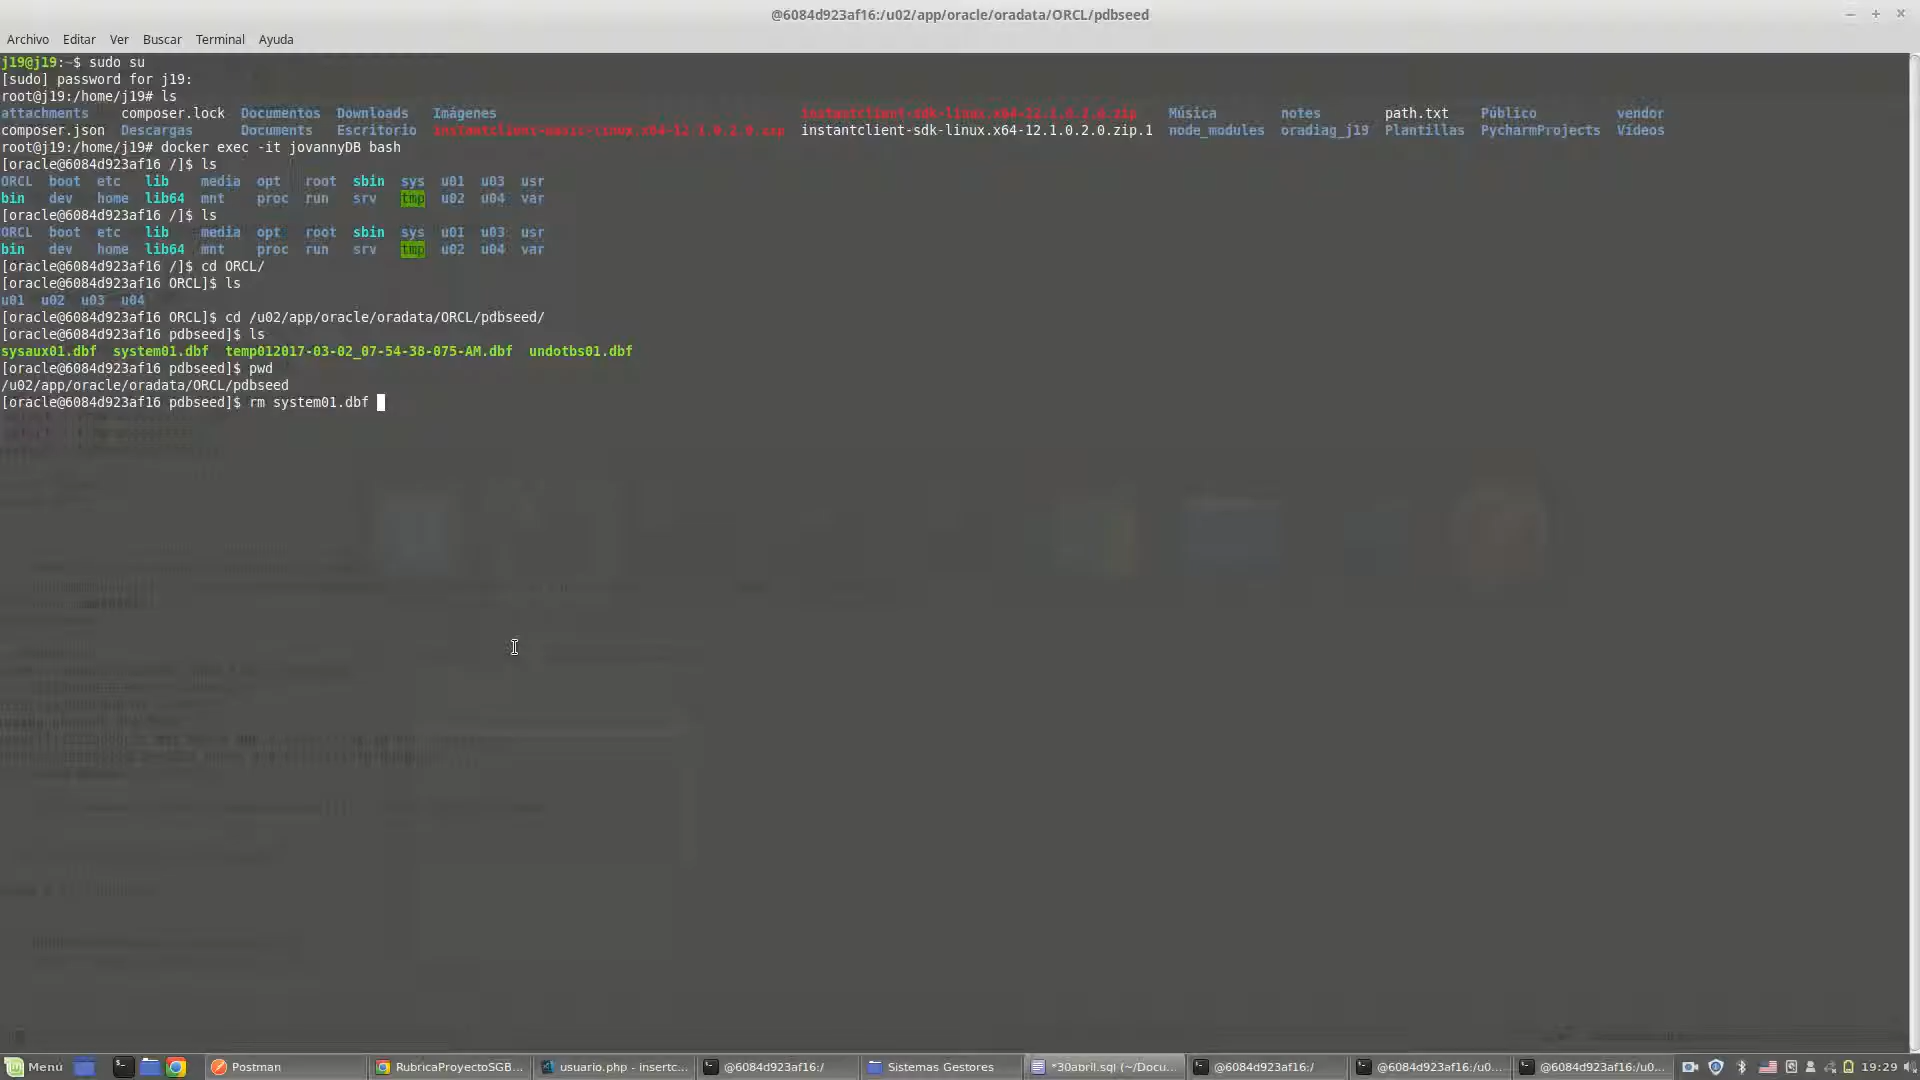 @6084d923af16:/u02/app/oracle/oradata/ORCL/pdbseed
Archivo Editar Ver Buscar Terminal Ayuda
j19@j19:~$ sudo su
[sudo] password for j19:
root@j19:/home/j19# ls
attachments composer.lock Documentos Downloads Imágenes instantclient-sdk-linux.x64-12.1.0.2.0.zip Música notes path.txt Público vendor
composer.json Descargas Documents Escritorio instantclient-basic-linux.x64-12.1.0.2.0.zip instantclient-sdk-linux.x64-12.1.0.2.0.zip.1 node_modules oradiag_j19 Plantillas PycharmProjects Vídeos
root@j19:/home/j19# docker exec -it jovannyDB bash
[oracle@6084d923af16 /]$ ls
ORCL boot etc lib media opt root sbin sys u01 u03 usr
bin dev home lib64 mnt proc run srv tmp u02 u04 var
[oracle@6084d923af16 /]$ ls
ORCL boot etc lib media opt root sbin sys u01 u03 usr
bin dev home lib64 mnt proc run srv tmp u02 u04 var
[oracle@6084d923af16 /]$ cd ORCL/
[oracle@6084d923af16 ORCL]$ ls
u01 u02 u03 u04
[oracle@6084d923af16 ORCL]$ cd /u02/app/oracle/oradata/ORCL/pdbseed/
[oracle@6084d923af16 pdbseed]$ ls
sysaux01.dbf system01.dbf temp012017-03-02_07-54-38-075-AM.dbf undotbs01.dbf
[oracle@6084d923af16 pdbseed]$ pwd
/u02/app/oracle/oradata/ORCL/pdbseed
[oracle@6084d923af16 pdbseed]$ rm system01.dbf
Menú Postman RubricaProyectoSGB... usuario.php - insertc... @6084d923af16:/ Sistemas Gestores *30abril.sql (~/Docu... @6084d923af16:/ @6084d923af16:/u0... @6084d923af16:/u0... 19:29